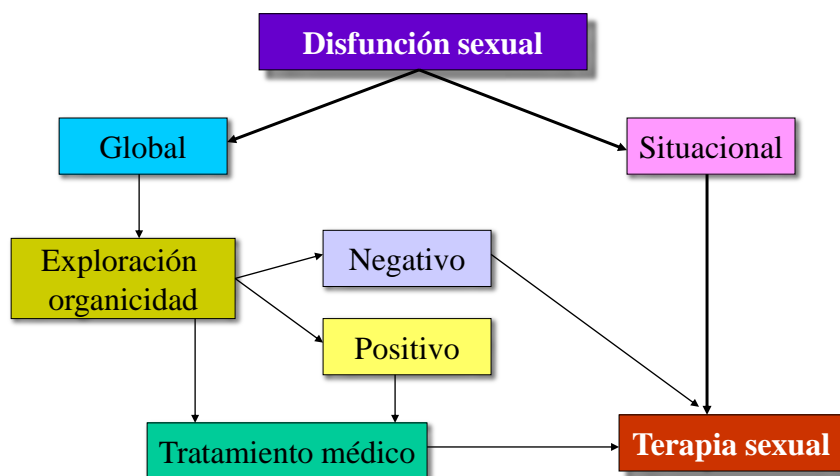 Disfunción sexual
Global
Situacional
Exploración
organicidad
Negativo
Positivo
Tratamiento médico
Terapia sexual